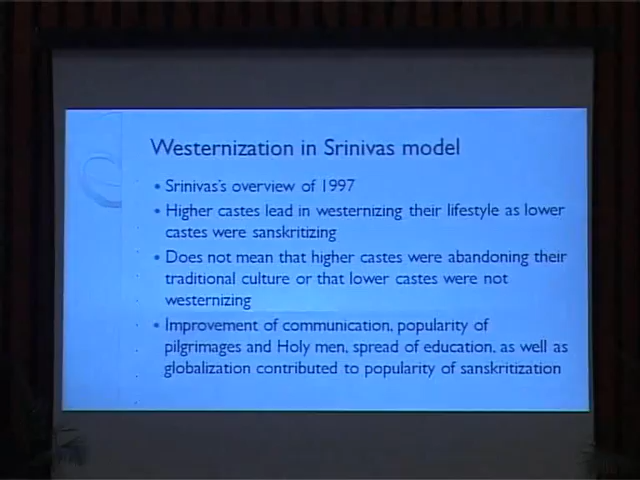 Westernization in Srinivas model
• Srinivas's overview of 1997
• Higher castes lead in westernizing their lifestyle as lower
castes were sanskritizing
• Does not mean that higher castes were abandoning their
traditional culture or that lower castes were not
westernizing
• Improvement of communication, popularity of
pilgrimages and Holy men, spread of education, as well as
globalization contributed to popularity of sanskritization